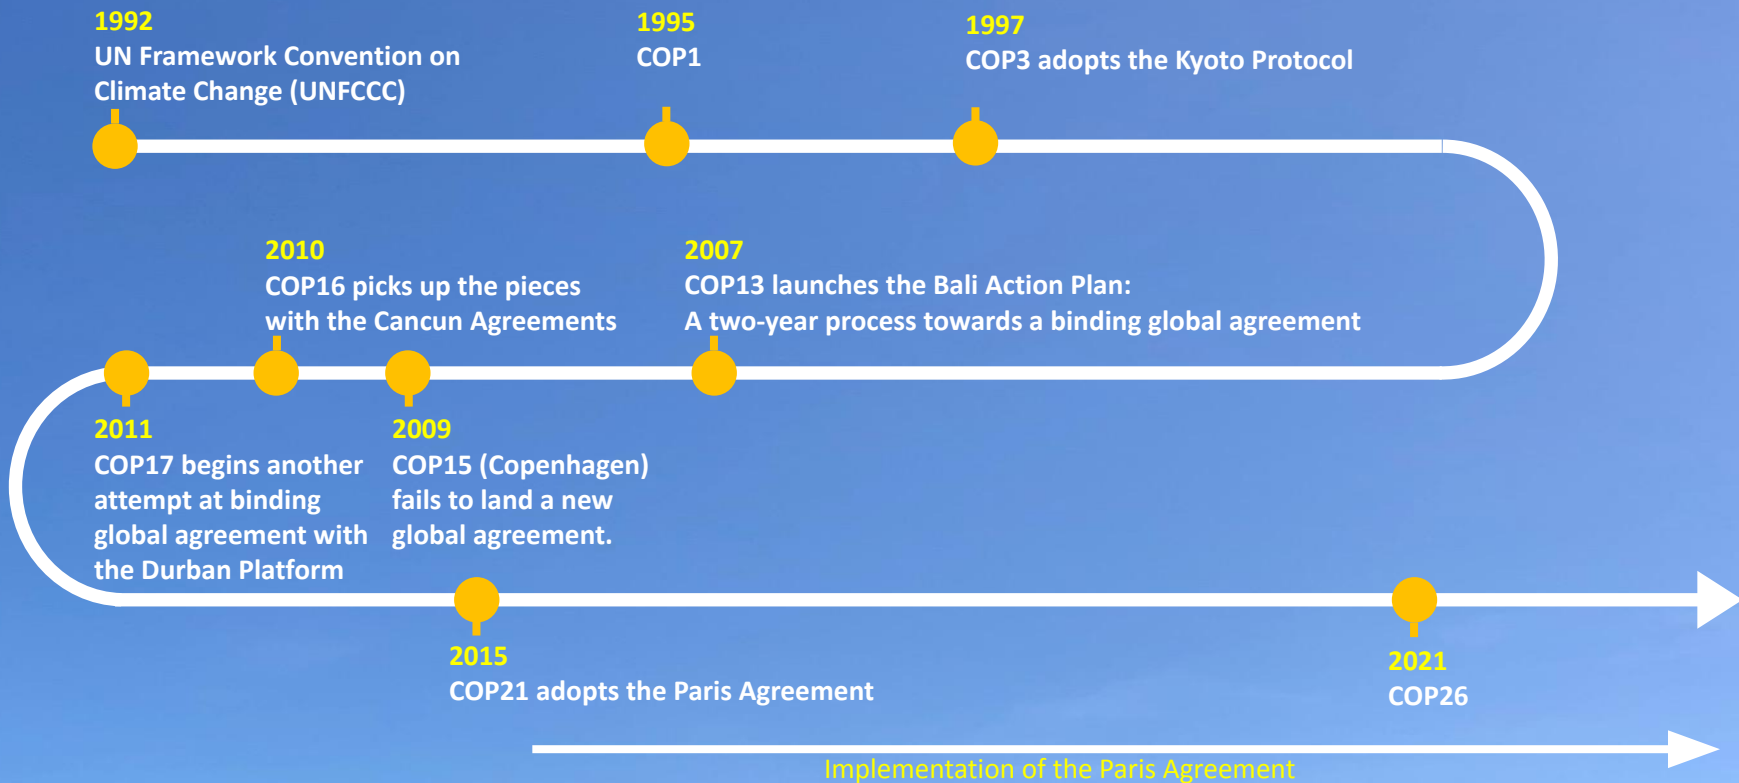 1992
UN Framework Convention on
Climate Change (UNFCCC)
1995
COP1
1997
COP3 adopts the Kyoto Protocol
2007
COP13 launches the Bali Action Plan:
A two-year process towards a binding global agreement
2010
COP16 picks up the pieces
with the Cancun Agreements
2009
COP15 (Copenhagen)
fails to land a new
global agreement.
2011
COP17 begins another
attempt at binding
global agreement with
the Durban Platform
2015
COP21 adopts the Paris Agreement
2021
COP26
Implementation of the Paris Agreement